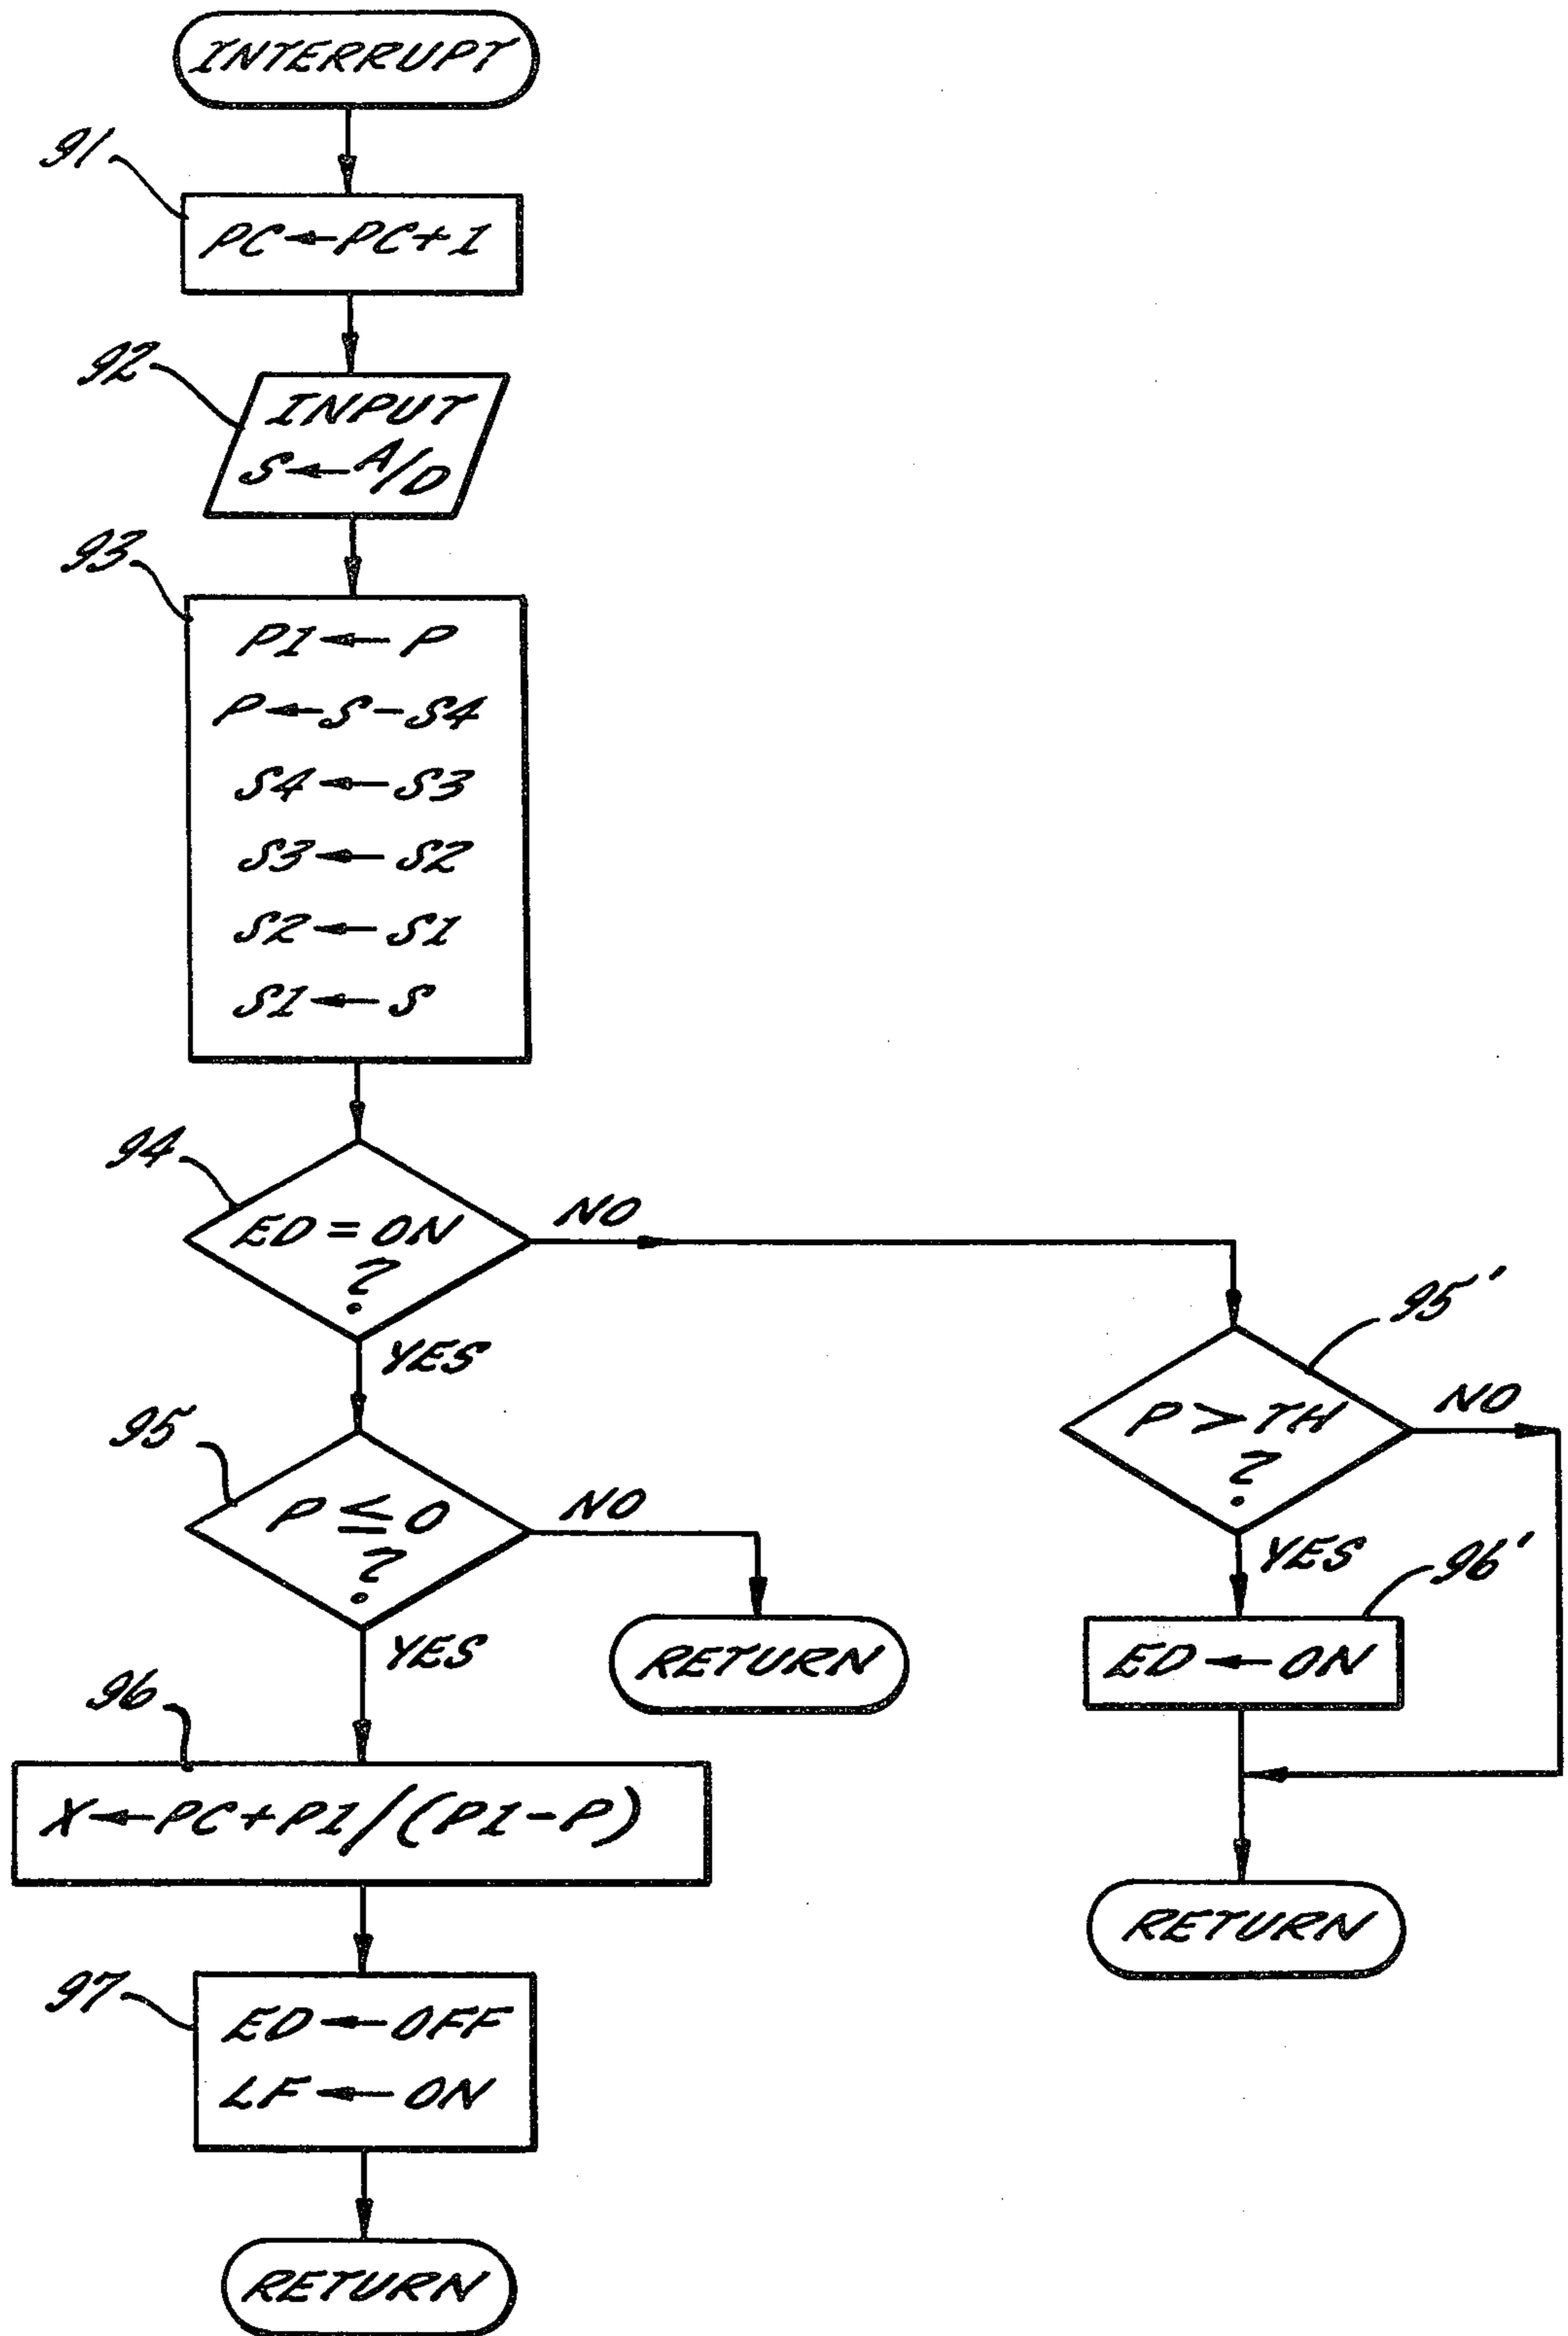 INTERRUPT
91
PC←PC+1
92
INPUT
S←A/D
93
P1←P
P←S-S4
S4←S3
S3←S2
S2←S1
S1←S
94
ED=ON
?
NO
YES
95'
P>TH
?
NO
YES
95
P≤0
?
NO
YES
RETURN
96'
ED←ON
RETURN
96
X←PC+P1/(P1-P)
97
ED←OFF
LF←ON
RETURN